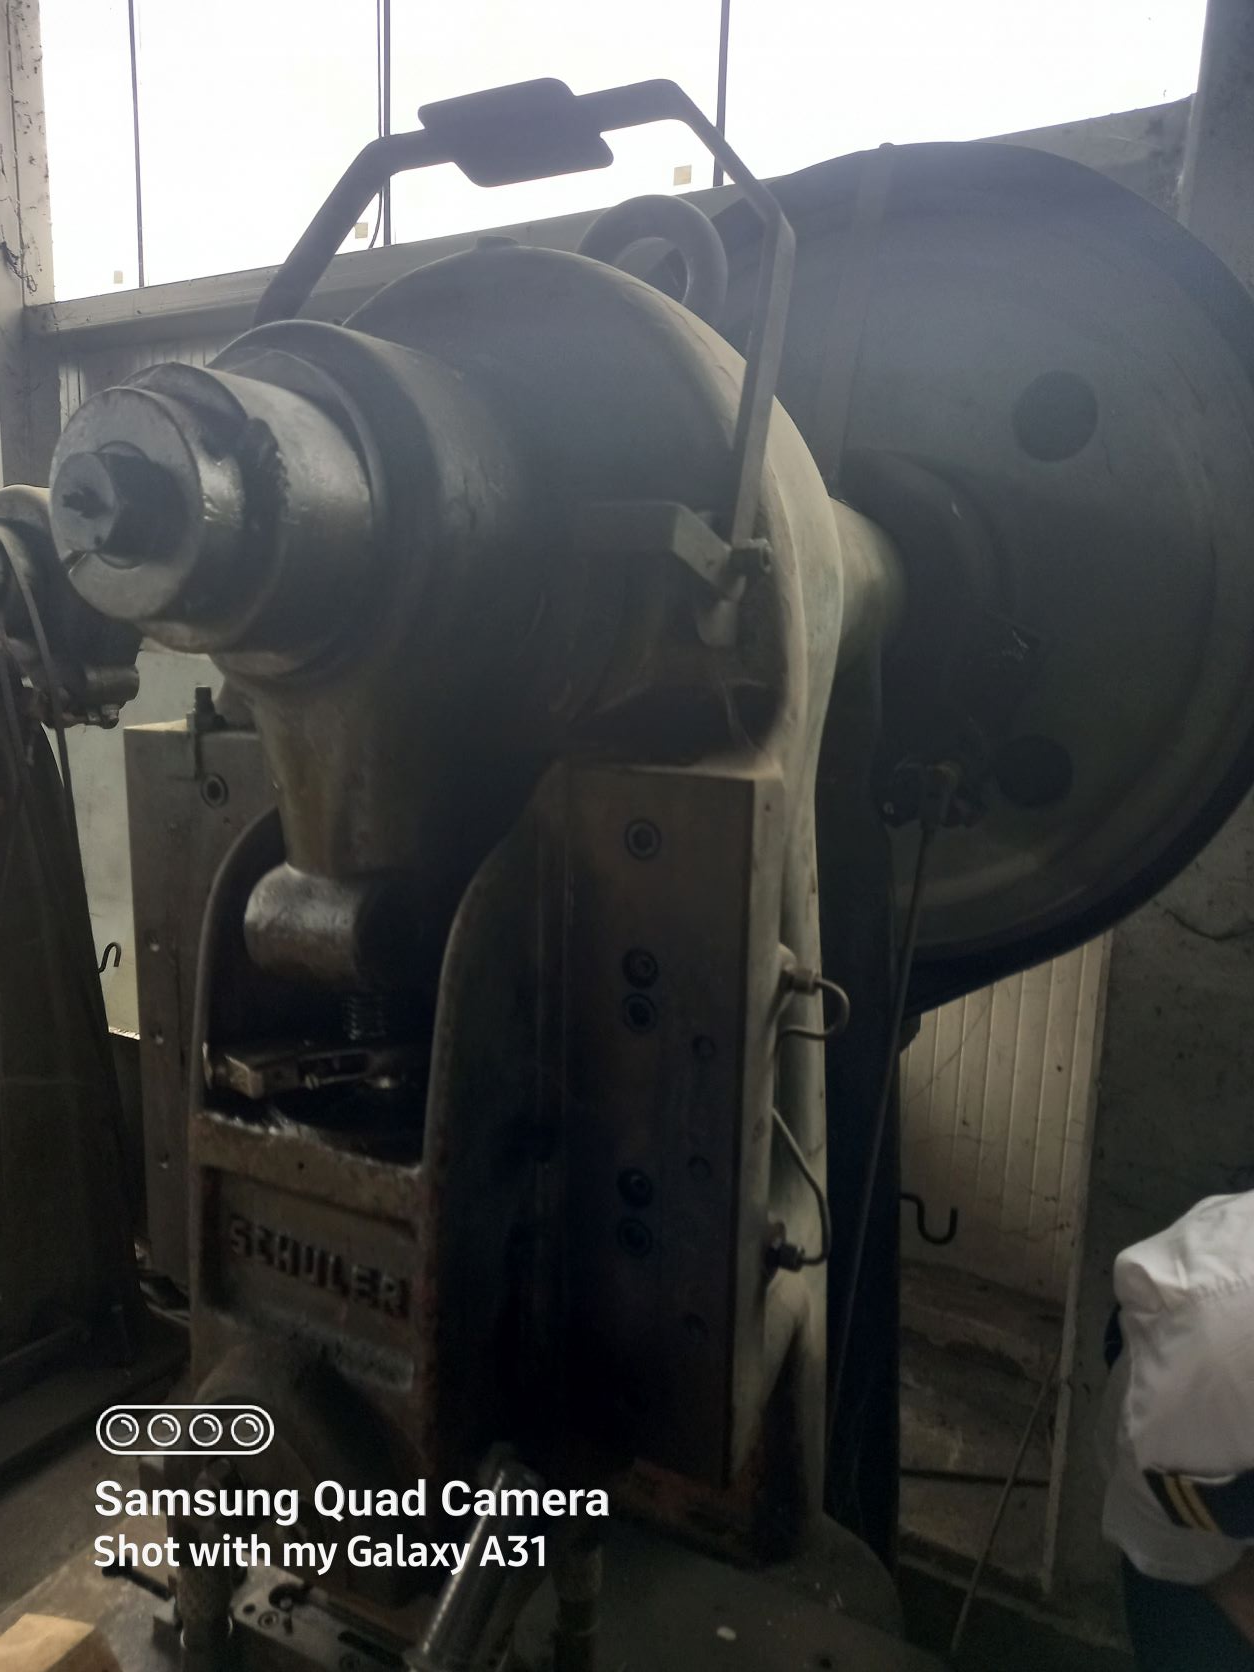 SCHULER
Samsung Quad Camera
Shot with my Galaxy A31